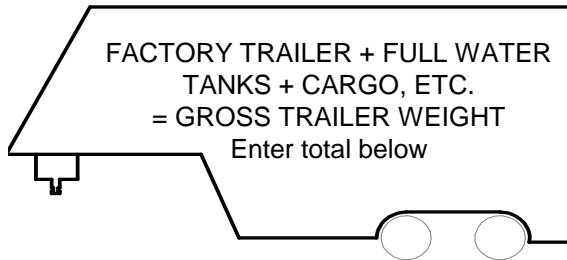 FACTORY TRAILER + FULL WATER
TANKS + CARGO, ETC.
= GROSS TRAILER WEIGHT
Enter total below